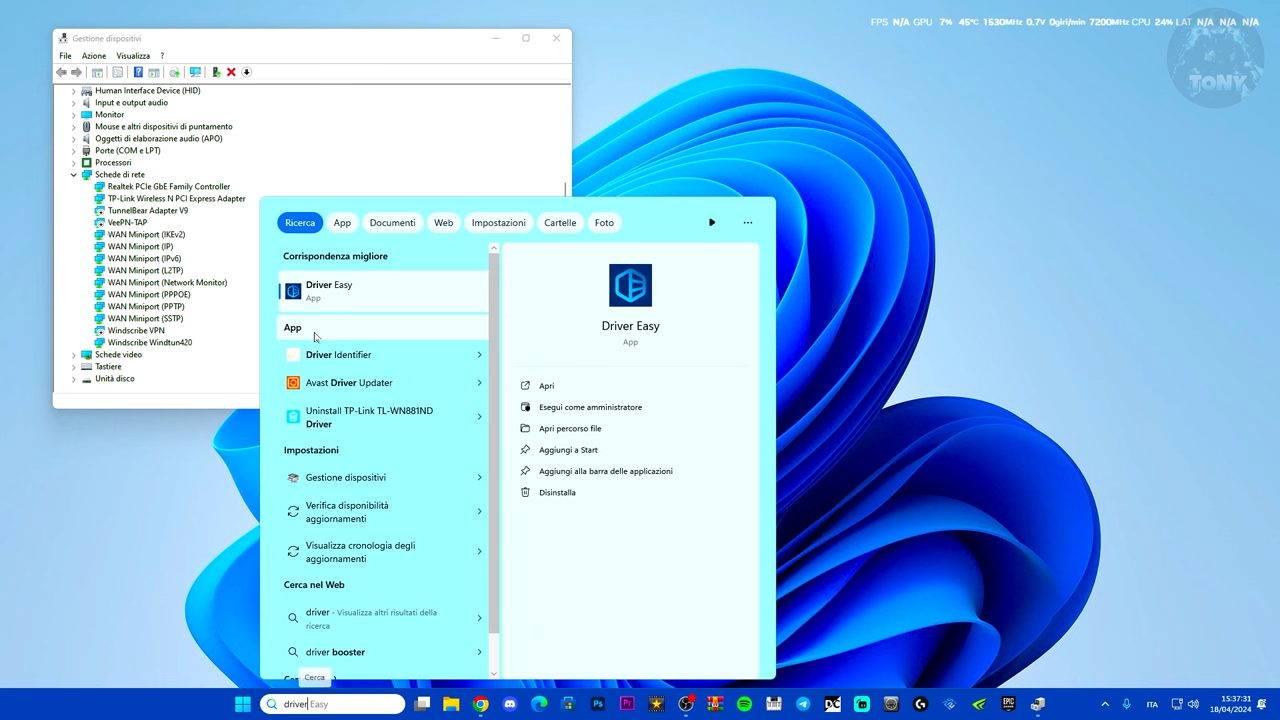 FPS N/A GPU 7% 45°C 1530MHz 0.7V 0giri/min 7200MHz CPU 24% LAT N/A N/A N/A
TONY
Gestione dispositivi
File Azione Visualizza ?
Human Interface Device (HID)
Input e output audio
Monitor
Mouse e altri dispositivi di puntamento
Oggetti di elaborazione audio (APO)
Porte (COM e LPT)
Processori
Schede di rete
Realtek PCIe GbE Family Controller
TP-Link Wireless N PCI Express Adapter
TunnelBear Adapter V9
VeePN-TAP
WAN Miniport (IKEv2)
WAN Miniport (IP)
WAN Miniport (IPv6)
WAN Miniport (L2TP)
WAN Miniport (Network Monitor)
WAN Miniport (PPPOE)
WAN Miniport (PPTP)
WAN Miniport (SSTP)
Windscribe VPN
Windscribe Windtun420
Schede video
Tastiere
Unità disco
Ricerca App Documenti Web Impostazioni Cartelle Foto
Corrispondenza migliore
Driver Easy
App
App
Driver Identifier
Avast Driver Updater
Uninstall TP-Link TL-WN881ND
Driver
Impostazioni
Gestione dispositivi
Verifica disponibilità
aggiornamenti
Visualizza cronologia degli
aggiornamenti
Cerca nel Web
driver - Visualizza altri risultati della
ricerca
driver booster
Cerca
Driver Easy
App
Apri
Esegui come amministratore
Apri percorso file
Aggiungi a Start
Aggiungi alla barra delle applicazioni
Disinstalla
driver Easy
Ps
Pr
EPIC
ITA
15:37:31
18/04/2024